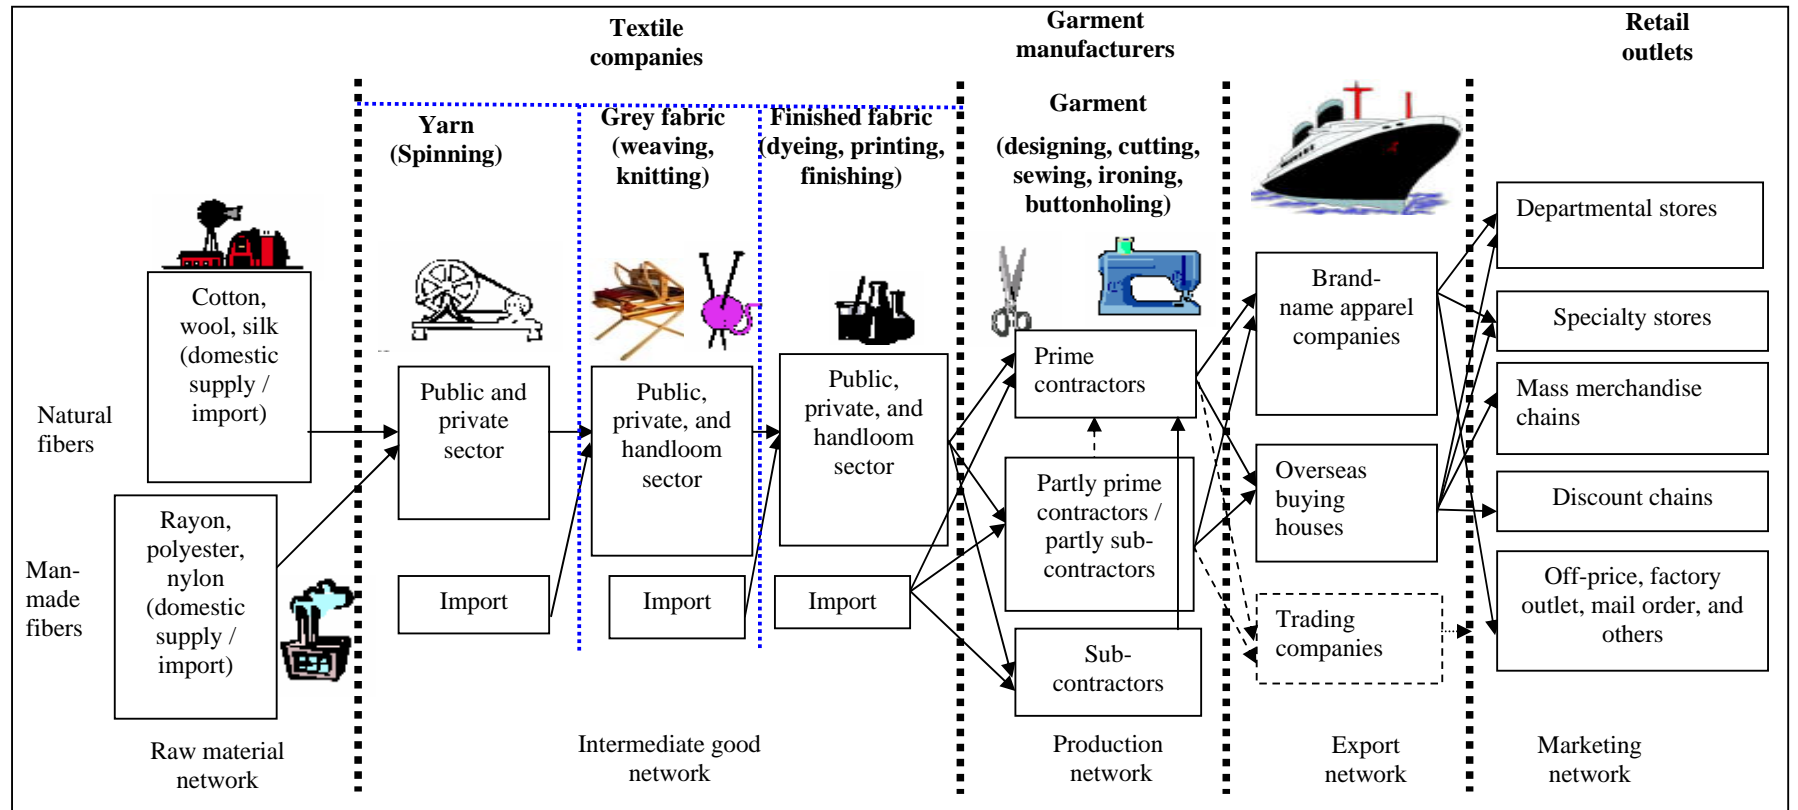 Textile
companies
Garment
manufacturers
Retail
outlets
Yarn
(Spinning)
Grey fabric
(weaving,
knitting)
Finished fabric
(dyeing, printing,
finishing)
Garment
(designing, cutting,
sewing, ironing,
buttonholing)
Natural
fibers
Cotton,
wool, silk
(domestic
supply /
import)
Man-
made
fibers
Rayon,
polyester,
nylon
(domestic
supply /
import)
Public and
private
sector
Import
Public,
private, and
handloom
sector
Import
Public,
private, and
handloom
sector
Import
Prime
contractors
Partly prime
contractors /
partly sub-
contractors
Sub-
contractors
Brand-
name apparel
companies
Overseas
buying
houses
Trading
companies
Departmental stores
Specialty stores
Mass merchandise
chains
Discount chains
Off-price, factory
outlet, mail order, and
others
Raw material
network
Intermediate good
network
Production
network
Export
network
Marketing
network